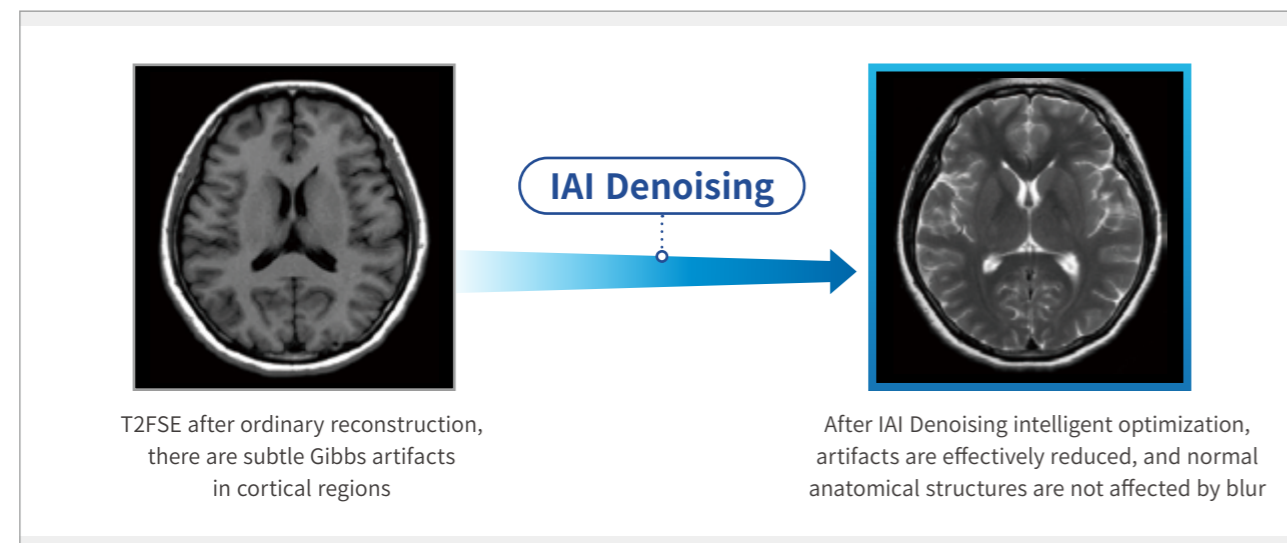 IAI Denoising
T2FSE after ordinary reconstruction,
there are subtle Gibbs artifacts
in cortical regions
After IAI Denoising intelligent optimization,
artifacts are effectively reduced, and normal
anatomical structures are not affected by blur